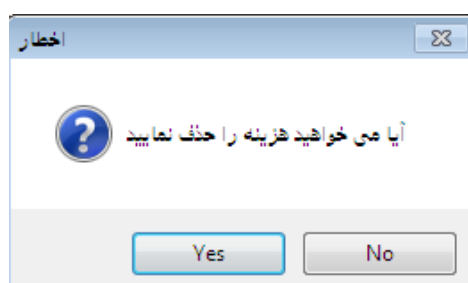 اخطار
آیا می خواهید هزینه را حذف نمایید
Yes
No